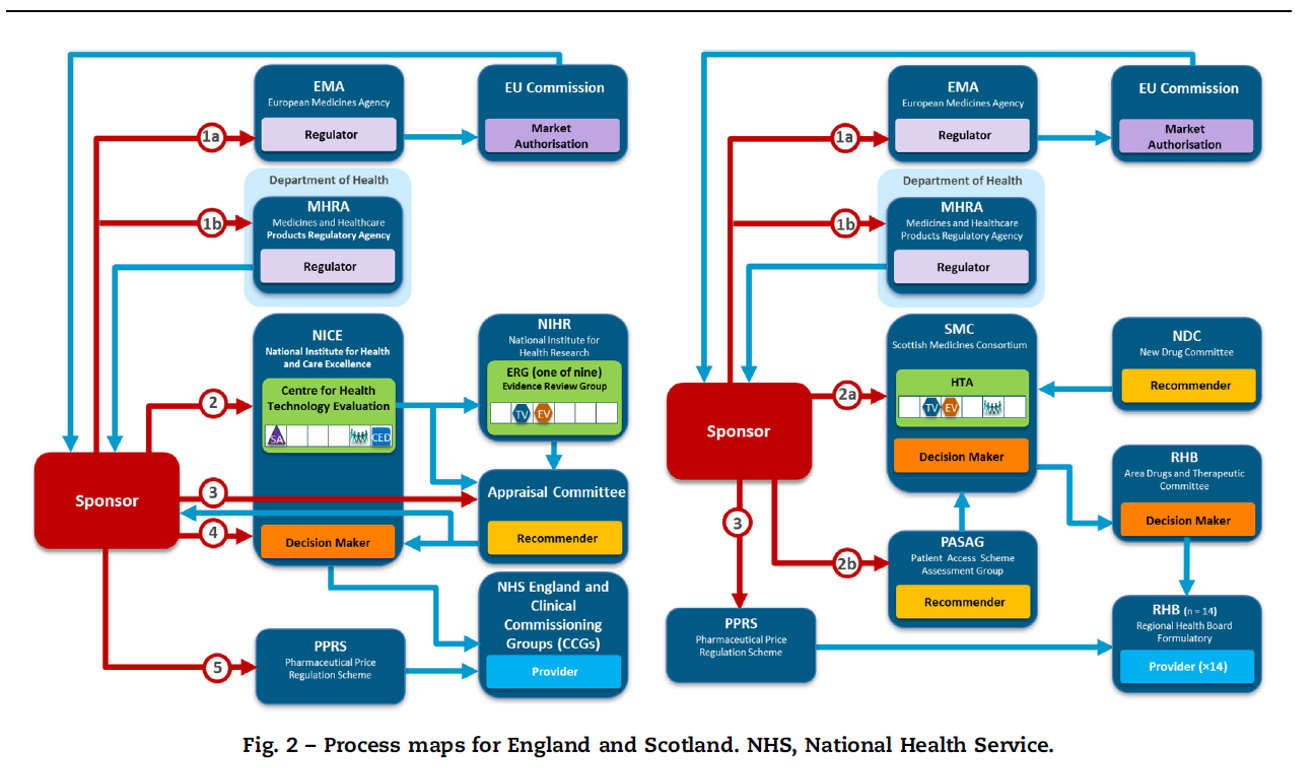 EMA
European Medicines Agency
Regulator
EU Commission
Market
Authorisation
1a
Department of Health
MHRA
Medicines and Healthcare
Products Regulatory Agency
Regulator
1b
NICE
National Institute for Health
and Care Excellence
Centre for Health
Technology Evaluation
SA
CED
Decision Maker
NIHR
National Institute for
Health Research
ERG (one of nine)
Evidence Review Group
TV
EV
2
Sponsor
3
4
Appraisal Committee
Recommender
NHS England and
Clinical
Commissioning
Groups (CCGs)
Provider
5
PPRS
Pharmaceutical Price
Regulation Scheme
EMA
European Medicines Agency
Regulator
EU Commission
Market
Authorisation
1a
Department of Health
MHRA
Medicines and Healthcare
Products Regulatory Agency
Regulator
1b
SMC
Scottish Medicines Consortium
HTA
TV
EV
Decision Maker
NDC
New Drug Committee
Recommender
2a
Sponsor
RHB
Area Drugs and Therapeutic
Committee
Decision Maker
3
2b
PASAG
Patient Access Scheme
Assessment Group
Recommender
PPRS
Pharmaceutical Price
Regulation Scheme
RHB (n = 14)
Regional Health Board
Formulatory
Provider (×14)
Fig. 2 – Process maps for England and Scotland. NHS, National Health Service.